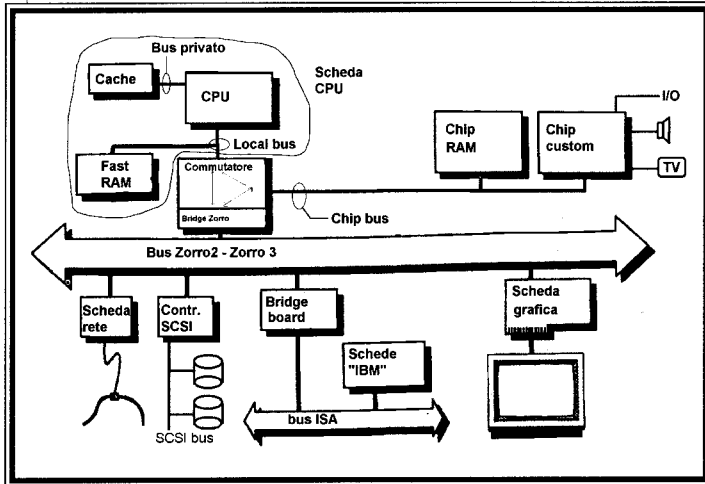 Bus privato
Cache
CPU
Scheda
CPU
Local bus
Fast
RAM
Commutatore
Bridge Zorro
Chip
RAM
Chip
custom
I/O
TV
Chip bus
Bus Zorro2 - Zorro 3
Scheda
rete
Contr.
SCSI
Bridge
board
Scheda
grafica
Schede
"IBM"
bus ISA
SCSI bus